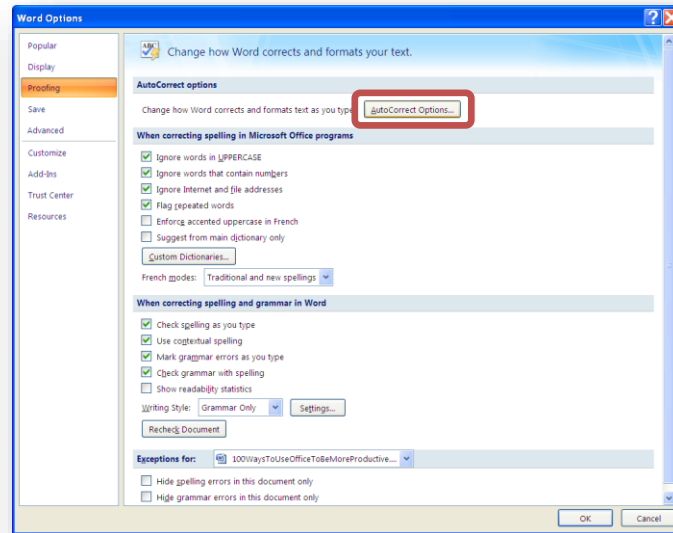 Word Options
Popular
Display
Proofing
Save
Advanced
Customize
Add-Ins
Trust Center
Resources
ABC
Change how Word corrects and formats your text.
AutoCorrect options
Change how Word corrects and formats text as you type: AutoCorrect Options...
When correcting spelling in Microsoft Office programs
Ignore words in UPPERCASE
Ignore words that contain numbers
Ignore Internet and file addresses
Flag repeated words
Enforce accented uppercase in French
Suggest from main dictionary only
Custom Dictionaries...
French modes: Traditional and new spellings
When correcting spelling and grammar in Word
Check spelling as you type
Use contextual spelling
Mark grammar errors as you type
Check grammar with spelling
Show readability statistics
Writing Style: Grammar Only Settings...
Recheck Document
Exceptions for: 100WaysToUseOfficeToBeMoreProductive....
Hide spelling errors in this document only
Hide grammar errors in this document only
OK Cancel